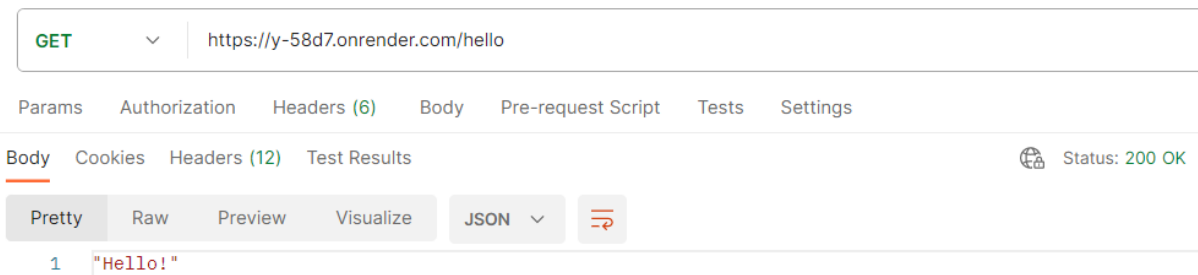 GET https://y-58d7.onrender.com/hello
Params Authorization Headers (6) Body Pre-request Script Tests Settings
Body Cookies Headers (12) Test Results Status: 200 OK
Pretty Raw Preview Visualize JSON
1 "Hello!"